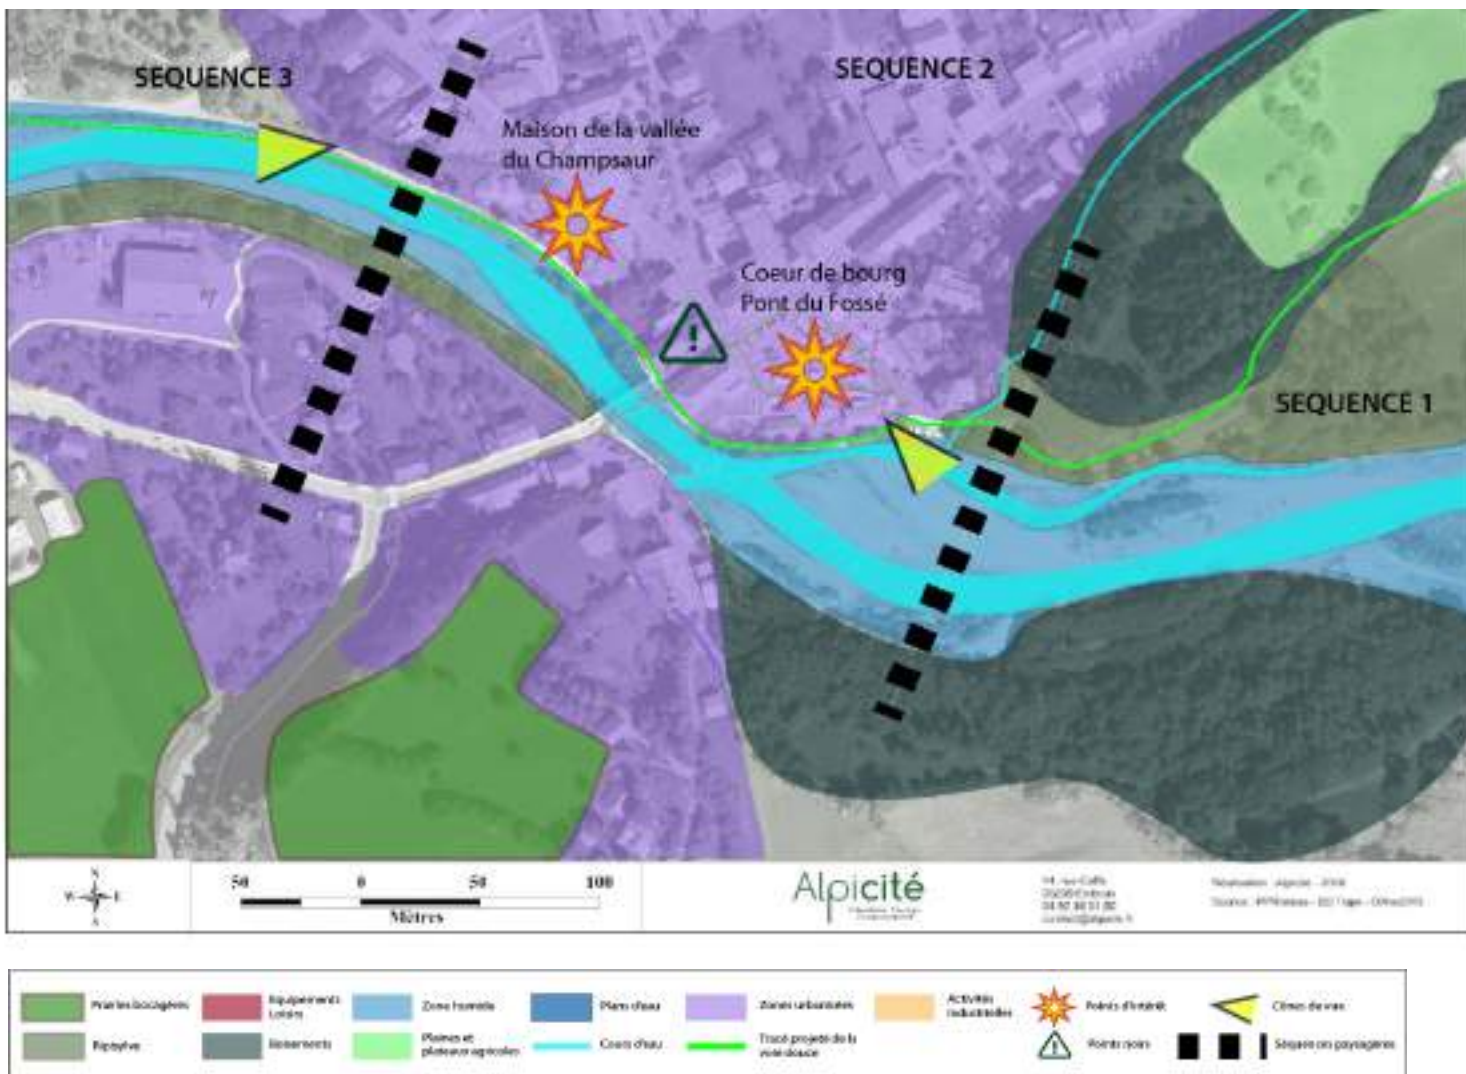 SEQUENCE 3
SEQUENCE 2
Maison de la vallée
du Champsaur
Coeur de bourg
Pont du Fossé
SEQUENCE 1
N
W E
50 0 50 100
Mètres
Alpicité
Prairies bocagères
Equipements
Loisirs
Zone humide
Plans d'eau
Zones urbanisées
Activités
industrielles
Points d'intérêt
Cônes de vue
Ripisylve
Boisements
Plaines et
plateaux agricoles
Cours d'eau
Tracé projeté de la
voie douce
Points noirs
Séquences paysagères